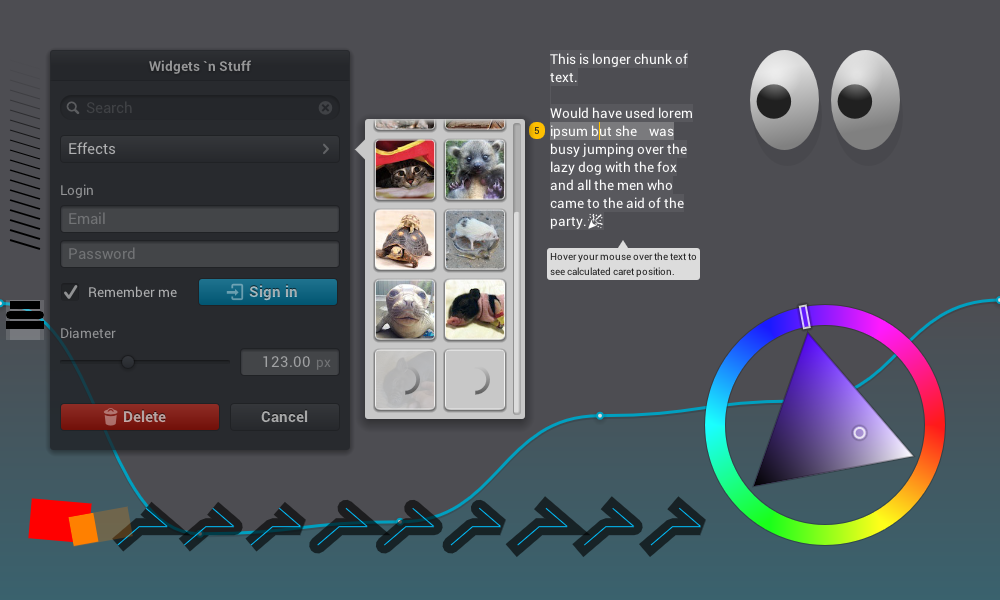 Widgets `n Stuff
Search
Effects
Login
Email
Password
Remember me
Sign in
Diameter
123.00 px
Delete
Cancel
This is longer chunk of
text.
Would have used lorem
5
ipsum but she   was
busy jumping over the
lazy dog with the fox
and all the men who
came to the aid of the
party.🎉
Hover your mouse over the text to
see calculated caret position.